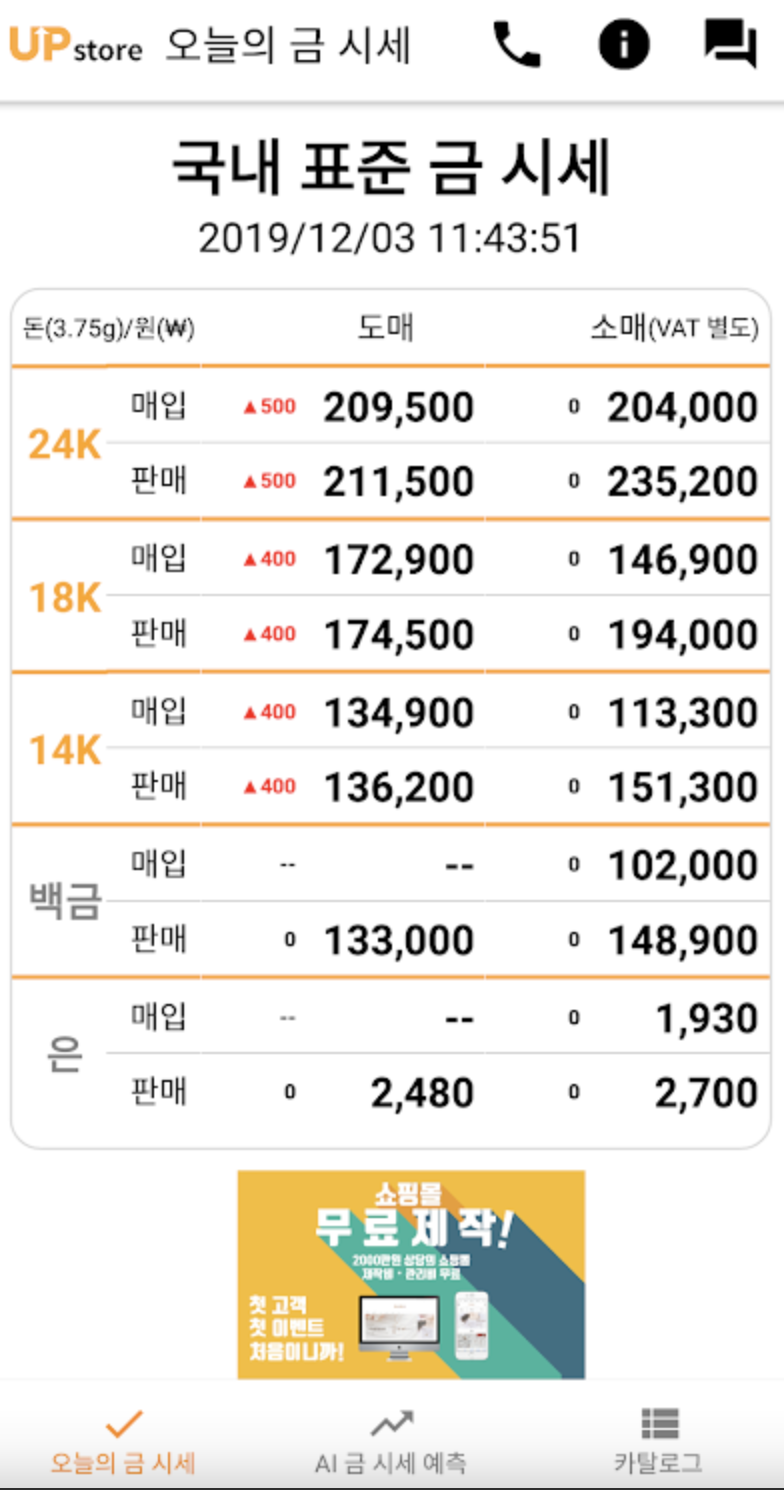 UP store 오늘의 금 시세
국내 표준 금 시세
2019/12/03 11:43:51
돈(3.75g)/원(₩) 도매 소매(VAT 별도)
24K
매입 ▲500 209,500 0 204,000
판매 ▲500 211,500 0 235,200
18K
매입 ▲400 172,900 0 146,900
판매 ▲400 174,500 0 194,000
14K
매입 ▲400 134,900 0 113,300
판매 ▲400 136,200 0 151,300
백금
매입 -- -- 0 102,000
판매 0 133,000 0 148,900
은
매입 -- -- 0 1,930
판매 0 2,480 0 2,700
쇼핑몰
무료제작!
2000만원 상당의 쇼핑몰
제작비·관리비 무료
첫 고객
첫 이벤트
처음이니까!
오늘의 금 시세 AI 금 시세 예측 카탈로그